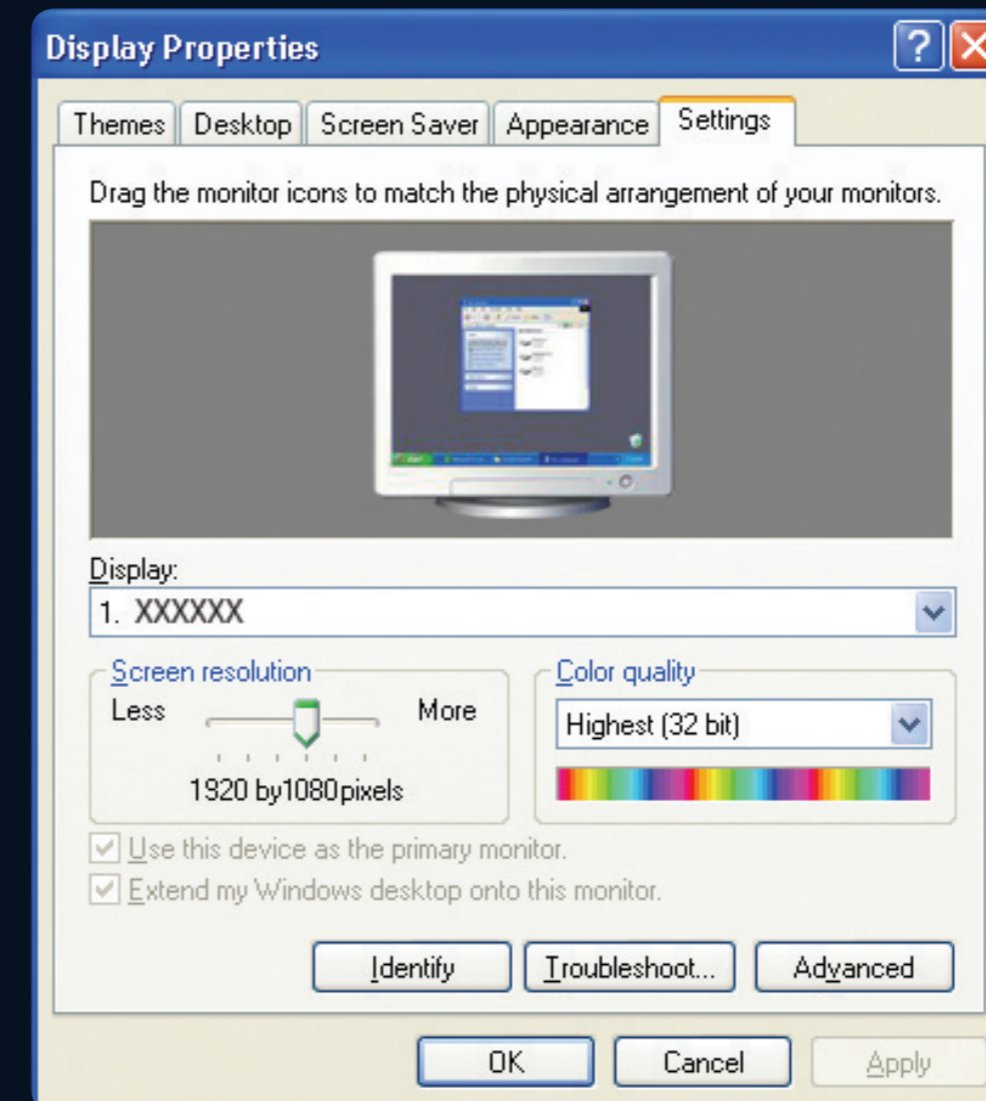 Display Properties
?
Themes Desktop Screen Saver Appearance Settings
Drag the monitor icons to match the physical arrangement of your monitors.
Display:
1. XXXXXX
Screen resolution
Less More
1920 by1080pixels
Color quality
Highest (32 bit)
Use this device as the primary monitor.
Extend my Windows desktop onto this monitor.
Identify Troubleshoot... Advanced
OK Cancel Apply